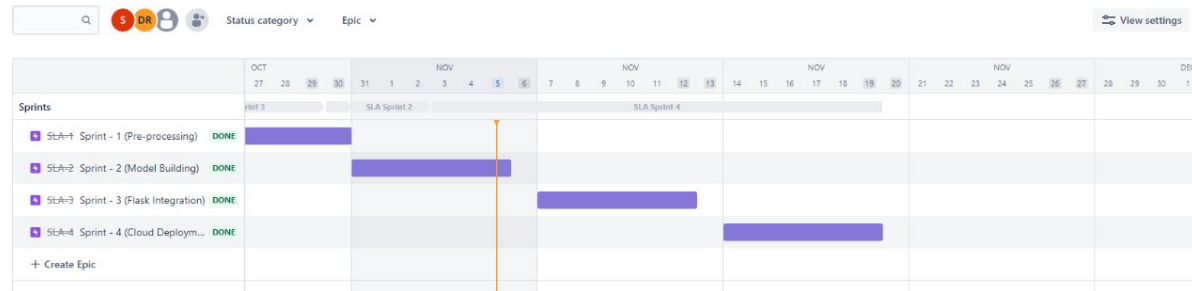 S DR Status category Epic View settings
OCT NOV NOV NOV NOV
27 28 29 30 31 1 2 3 4 5 6 7 8 9 10 11 12 13 14 15 16 17 18 19 20 21 22 23 24 25 26 27 28 29 30 1
Sprints SLA Sprint 2 SLA Sprint 4
SLA-1 Sprint - 1 (Pre-processing) DONE
SLA-2 Sprint - 2 (Model Building) DONE
SLA-3 Sprint - 3 (Flask Integration) DONE
SLA-4 Sprint - 4 (Cloud Deploym... DONE
+ Create Epic